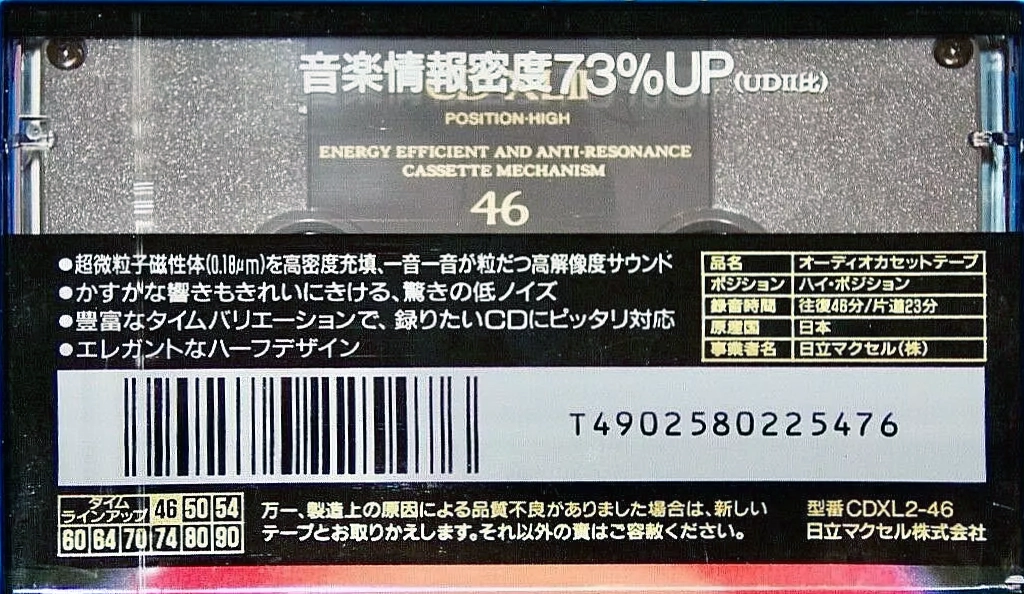 音楽情報密度73%UP(UDII比)
CD-XLII
POSITION·HIGH
ENERGY EFFICIENT AND ANTI-RESONANCE
CASSETTE MECHANISM
46
●超微粒子磁性体(0.18μm)を高密度充填、一音一音が粒だつ高解像度サウンド
●かすかな響きもきれいにきける、驚きの低ノイズ
●豊富なタイムバリエーションで、録りたいCDにピッタリ対応
●エレガントなハーフデザイン
品名 オーディオカセットテープ
ポジション ハイ・ポジション
録音時間 往復46分/片道23分
原産国 日本
事業者名 日立マクセル(株)
T4902580225476
タイム
ラインアップ 46 50 54
60 64 70 74 80 90
万一、製造上の原因による品質不良がありました場合は、新しい
テープとお取りかえします。それ以外の責はご容赦ください。
型番 CDXL2-46
日立マクセル株式会社